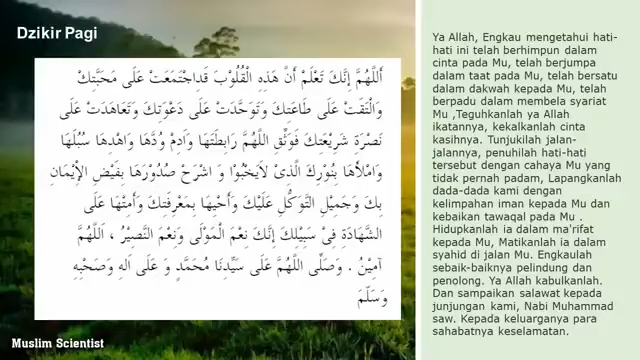 Dzikir Pagi
أَللَّهُمَّ إِنَّكَ تَعْلَمُ أَنَّ هَذِهِ الْقُلُوْبَ قَدِاجْتَمَعَتْ عَلَى مَحَبَّتِكَ
وَالْتَقَتْ عَلَى طَاعَتِكَ وَتَوَحَّدَتْ عَلَى دَعْوَتِكَ وَتَعَاهَدَتْ عَلَى
نَصْرَةِ شَرِيْعَتِكَ فَوَثِّقِ اللَّهُمَّ رَابِطَتَهَا وَأَدِمْ وُدَّهَا وَاهْدِهَا سُبُلَهَا
وَامْلَأْهَا بِنُوْرِكَ الَّذِىْ لاَيَخْبُوْا وَ اشْرَحْ صُدُوْرَهَا بِفَيْضِ الإِيْمَانِ
بِكَ وَجَمِيْلِ التَّوَكُّلِ عَلَيْكَ وَأَحْيِهَا بِمَعْرِفَتِكَ وَأَمِتْهَا عَلَى
الشَّهَادَةِ فِىْ سَبِيْلِكَ إِنَّكَ نِعْمَ الْمَوْلَى وَنِعْمَ النَّصِيْرُ ، اَللَّهُمَّ
آمِيْنُ . وَصَلِّى اللَّهُمَّ عَلَى سَيِّدِنَا مُحَمَّدٍ وَ عَلَى اَلِهِ وَصَحْبِهِ
وَسَلَّمَ
Muslim Scientist
Ya Allah, Engkau mengetahui hati-
hati ini telah berhimpun dalam
cinta pada Mu, telah berjumpa
dalam taat pada Mu, telah bersatu
dalam dakwah kepada Mu, telah
berpadu dalam membela syariat
Mu ,Teguhkanlah ya Allah
ikatannya, kekalkanlah cinta
kasihnya. Tunjukilah jalan-
jalannya, penuhilah hati-hati
tersebut dengan cahaya Mu yang
tidak pernah padam, Lapangkanlah
dada-dada kami dengan
kelimpahan iman kepada Mu dan
kebaikan tawaqal pada Mu .
Hidupkanlah ia dalam ma'rifat
kepada Mu, Matikanlah ia dalam
syahid di jalan Mu. Engkaulah
sebaik-baiknya pelindung dan
penolong. Ya Allah kabulkanlah.
Dan sampaikan salawat kepada
junjungan kami, Nabi Muhammad
saw. Kepada keluarganya para
sahabatnya keselamatan.